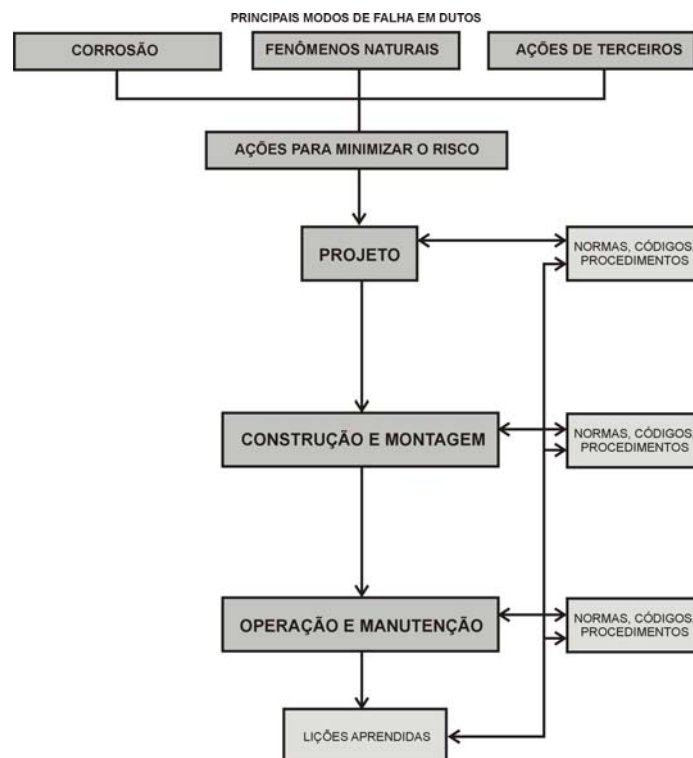 PRINCIPAIS MODOS DE FALHA EM DUTOS
CORROSÃO
FENÔMENOS NATURAIS
AÇÕES DE TERCEIROS
AÇÕES PARA MINIMIZAR O RISCO
PROJETO
NORMAS, CÓDIGOS
PROCEDIMENTOS
CONSTRUÇÃO E MONTAGEM
NORMAS, CÓDIGOS
PROCEDIMENTOS
OPERAÇÃO E MANUTENÇÃO
NORMAS, CÓDIGOS
PROCEDIMENTOS
LIÇÕES APRENDIDAS